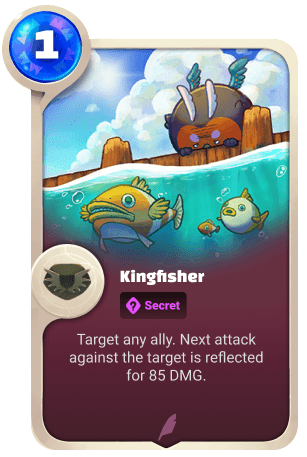 1
Kingfisher
Secret
Target any ally. Next attack
against the target is reflected
for 85 DMG.